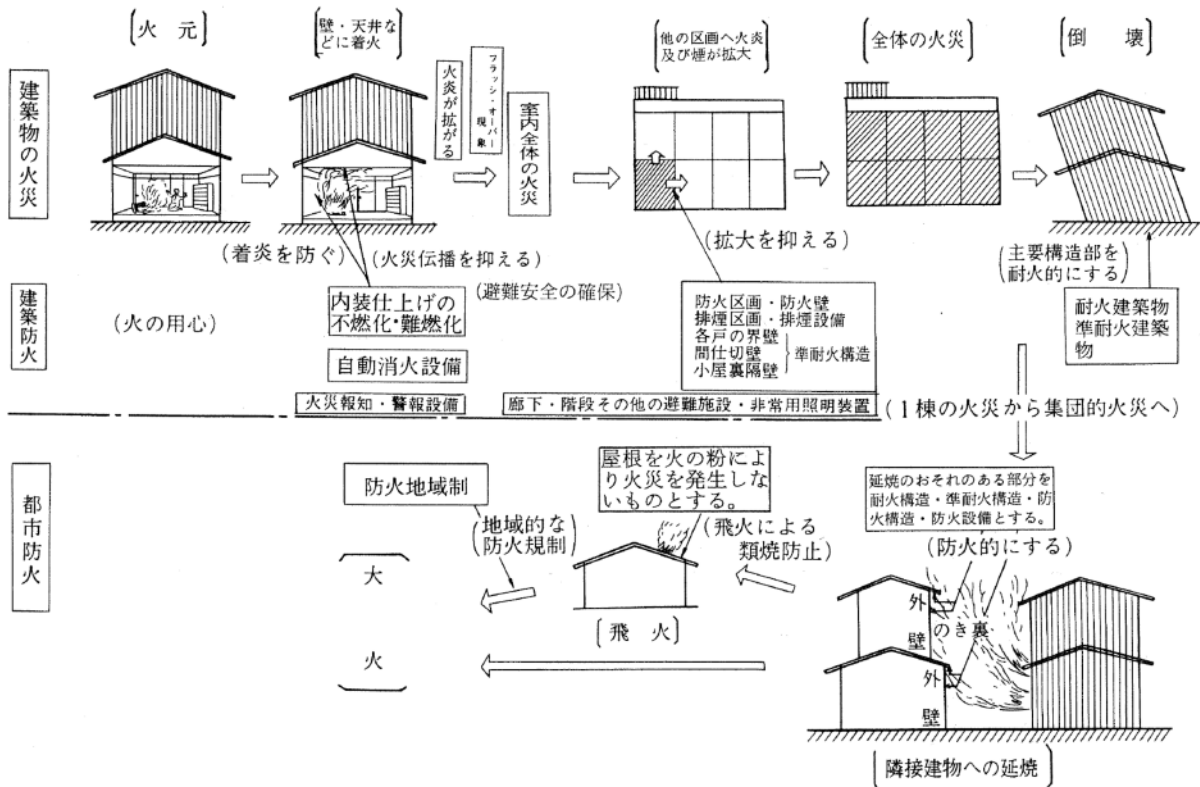 火元
壁・天井な
どに着火
他の区画へ火炎
及び煙が拡大
全体の火災
倒壊
建築物の火災
火炎が拡がる
フラッシ・オーバー
現象
室内全体の火災
(着炎を防ぐ)
(火災伝播を抑える)
(拡大を抑える)
(主要構造部を
耐火的にする)
建築防火
(火の用心)
内装仕上げの
不燃化・難燃化
(避難安全の確保)
自動消火設備
防火区画・防火壁
排煙区画・排煙設備
各戸の界壁
間仕切壁
小屋裏隔壁
準耐火構造
耐火建築物
準耐火建築
物
火災報知・警報設備
廊下・階段その他の避難施設・非常用照明装置
(1棟の火災から集団的火災へ)
都市防火
防火地域制
(地域的な
防火規制)
屋根を火の粉によ
り火災を発生しな
いものとする。
(飛火による
類焼防止)
延焼のおそれのある部分を
耐火構造・準耐火構造・防
火構造・防火設備とする。
(防火的にする)
大火
飛火
外壁
のき裏
外壁
隣接建物への延焼